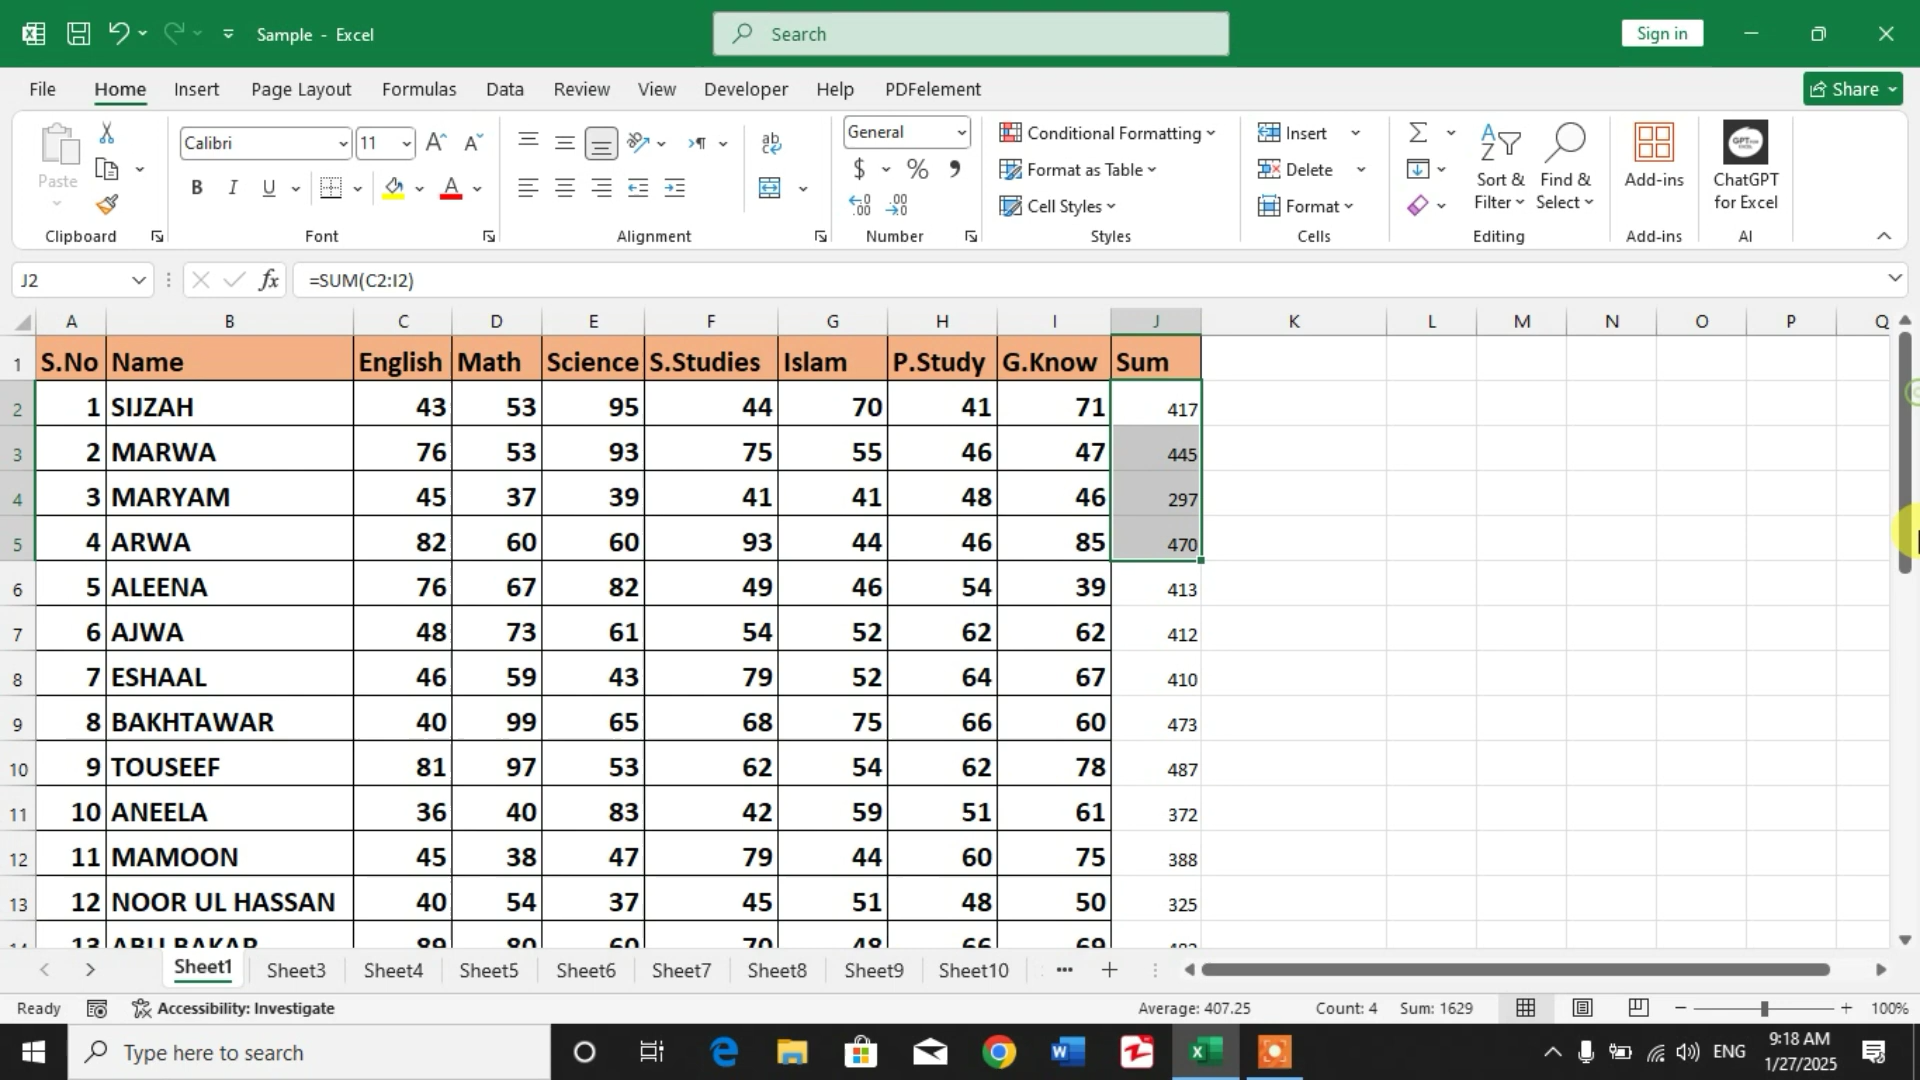 Sample - Excel
Search
Sign in
File Home Insert Page Layout Formulas Data Review View Developer Help PDFelement
Share
Paste
Clipboard
Calibri 11
B I U
Font
Alignment
General
$ % ,
Number
Conditional Formatting
Format as Table
Cell Styles
Styles
Insert
Delete
Format
Cells
Sort & Filter
Find & Select
Editing
Add-ins
Add-ins
ChatGPT for Excel
AI
J2 fx =SUM(C2:I2)
A B C D E F G H I J K L M N O P Q
1 S.No Name English Math Science S.Studies Islam P.Study G.Know Sum
2 1 SIJZAH 43 53 95 44 70 41 71 417
3 2 MARWA 76 53 93 75 55 46 47 445
4 3 MARYAM 45 37 39 41 41 48 46 297
5 4 ARWA 82 60 60 93 44 46 85 470
6 5 ALEENA 76 67 82 49 46 54 39 413
7 6 AJWA 48 73 61 54 52 62 62 412
8 7 ESHAAL 46 59 43 79 52 64 67 410
9 8 BAKHTAWAR 40 99 65 68 75 66 60 473
10 9 TOUSEEF 81 97 53 62 54 62 78 487
11 10 ANEELA 36 40 83 42 59 51 61 372
12 11 MAMOON 45 38 47 79 44 60 75 388
13 12 NOOR UL HASSAN 40 54 37 45 51 48 50 325
13 ABU BAKAR 89 80 60 70 48 66 69
Sheet1 Sheet3 Sheet4 Sheet5 Sheet6 Sheet7 Sheet8 Sheet9 Sheet10
Ready Accessibility: Investigate Average: 407.25 Count: 4 Sum: 1629 100%
Type here to search
ENG
9:18 AM
1/27/2025